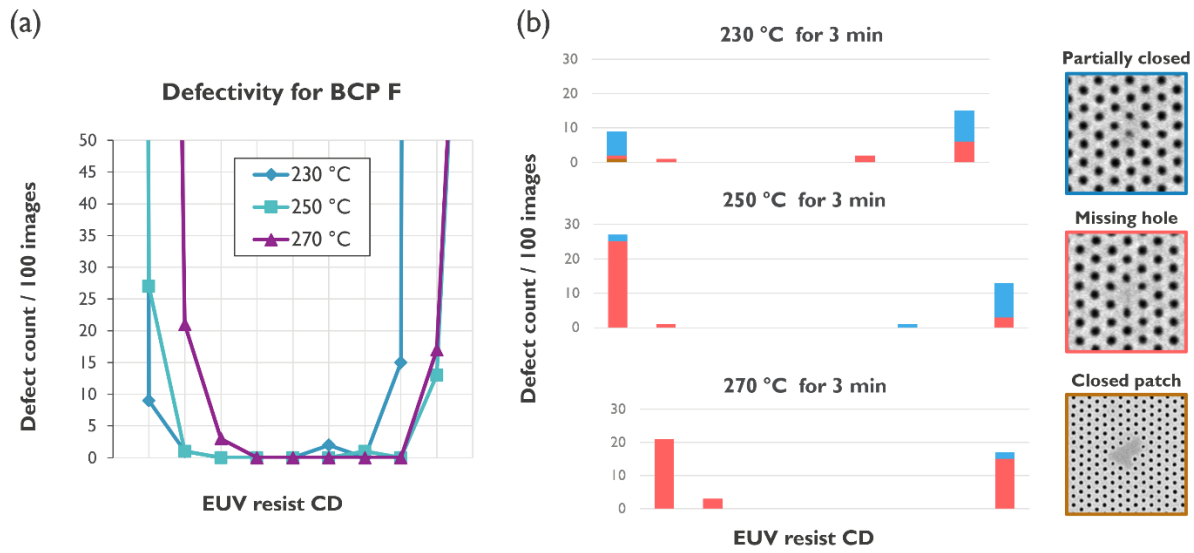 (a)
Defectivity for BCP F
Defect count / 100 images
50
45
40
35
30
25
20
15
10
5
0
230 °C
250 °C
270 °C
EUV resist CD
(b)
Defect count / 100 images
230 °C for 3 min
30
20
10
0
250 °C for 3 min
30
20
10
0
270 °C for 3 min
30
20
10
0
EUV resist CD
Partially closed
Missing hole
Closed patch